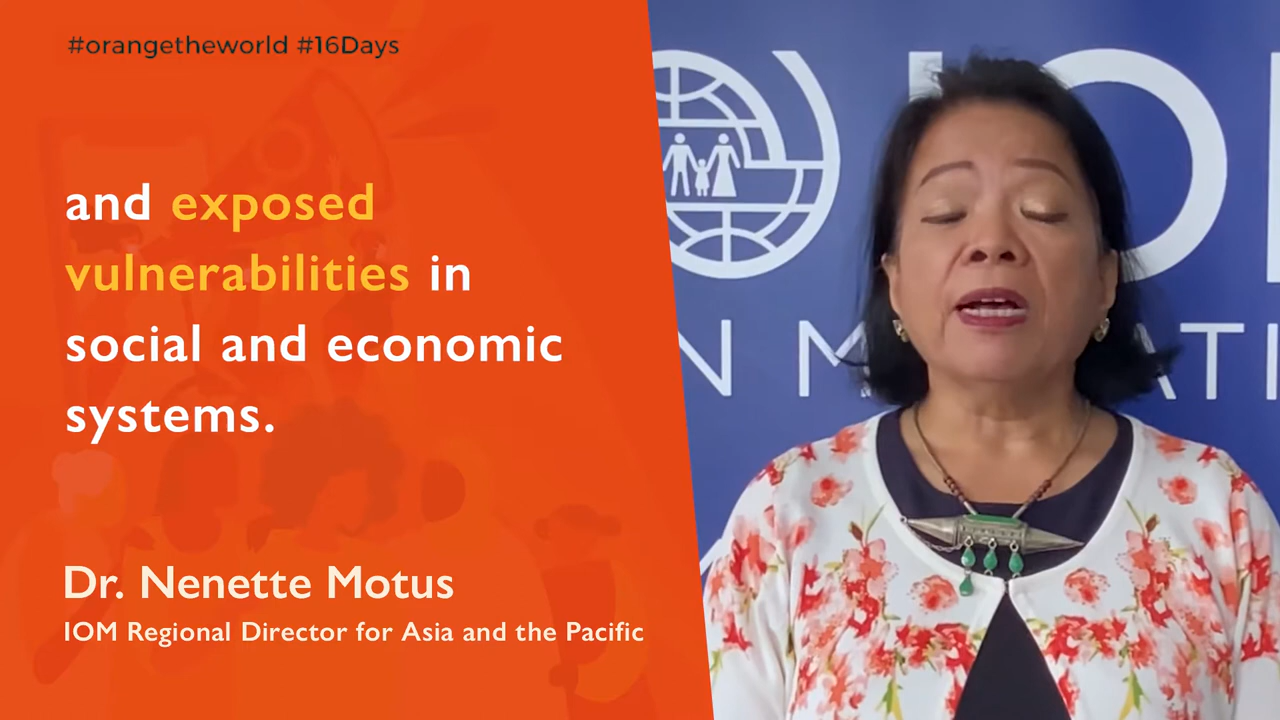 #orangetheworld #16Days
and exposed
vulnerabilities in
social and economic
systems.
Dr. Nenette Motus
IOM Regional Director for Asia and the Pacific